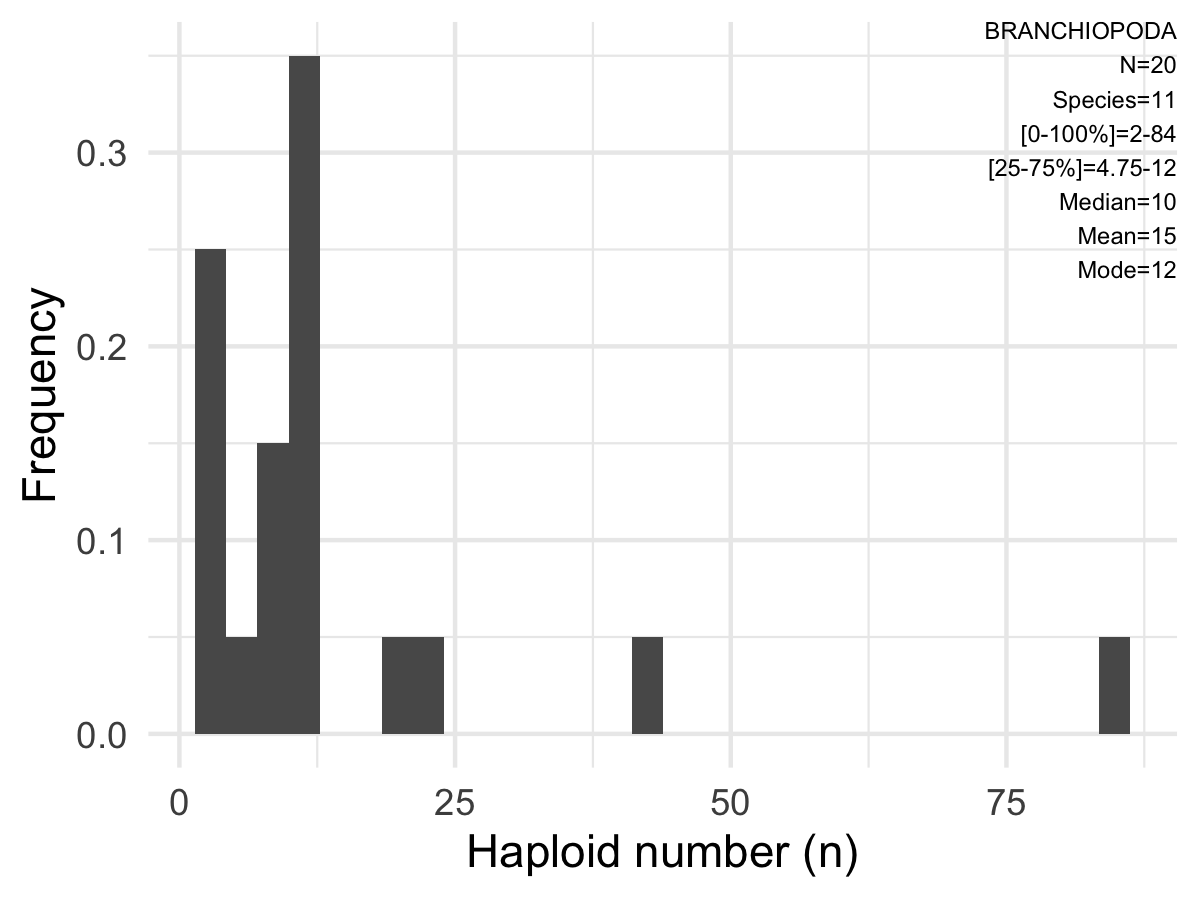 BRANCHIOPODA
N=20
Species=11
[0-100%]=2-84
[25-75%]=4.75-12
Median=10
Mean=15
Mode=12
Frequency
0.3
0.2
0.1
0.0
0 25 50 75
Haploid number (n)